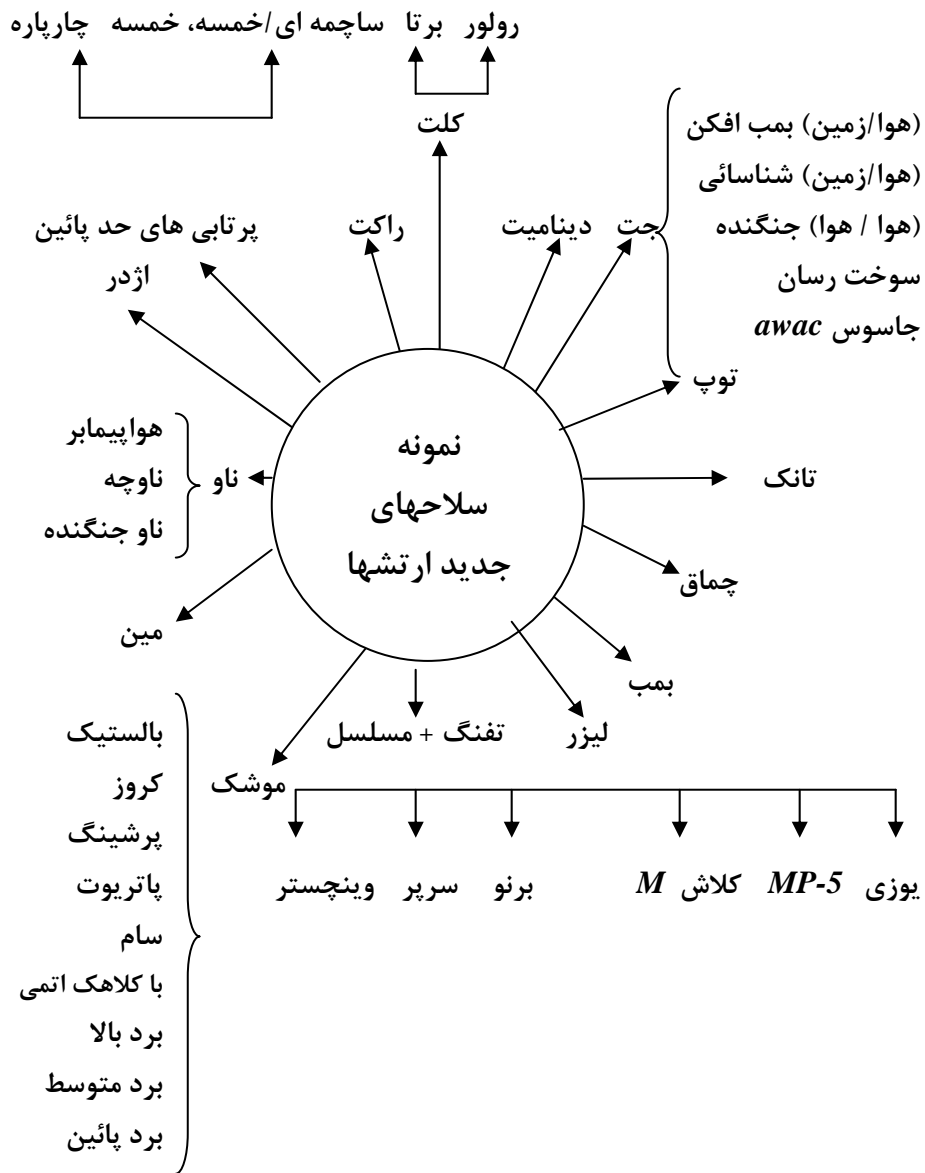 رولور برتا ساچمه ای/خمسه، خمسه چارپاره
کلت
(هوا/زمین) بمب افکن
(هوا/زمین) شناسائی
(هوا / هوا) جنگنده
سوخت رسان
جاسوس awac
جت
دینامیت
راکت
پرتابی های حد پائین
اژدر
توپ
تانک
چماق
بمب
لیزر
نمونه
سلاحهای
جدید ارتشها
ناو
هواپیمابر
ناوچه
ناو جنگنده
مین
تفنگ + مسلسل
موشک
یوزی MP-5 کلاش M برنو سرپر وینچستر
بالستیک
کروز
پرشینگ
پاتریوت
سام
با کلاهک اتمی
برد بالا
برد متوسط
برد پائین